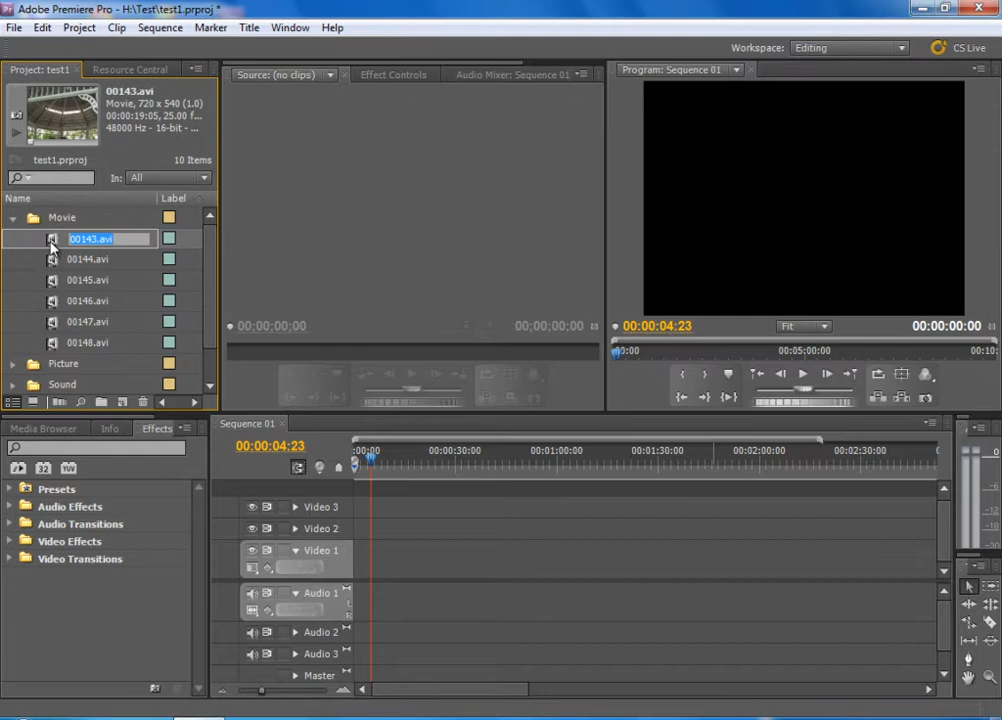 Adobe Premiere Pro - H:\Test\test1.prproj *
File Edit Project Clip Sequence Marker Title Window Help
Workspace: Editing CS Live
Project: test1 × Resource Central
Source: (no clips) Effect Controls Audio Mixer: Sequence 01
Program: Sequence 01
00143.avi
Movie, 720 x 540 (1.0)
00:00:19:05, 25.00 f...
48000 Hz - 16-bit - ...
test1.prproj 10 Items
In: All
Name Label
Movie
00143.avi
00144.avi
00145.avi
00146.avi
00147.avi
00148.avi
Picture
Sound
00;00;00;00 00;00;00;00
00:00:04:23 Fit 00:00:00:00
00:00 00:05:00:00 00:10:
Media Browser Info Effects
32 YUV
Presets
Audio Effects
Audio Transitions
Video Effects
Video Transitions
Sequence 01 ×
00:00:04:23
:00:00 00:00:30:00 00:01:00:00 00:01:30:00 00:02:00:00 00:02:30:00 0
Video 3
Video 2
Video 1
Audio 1
L
R
Audio 2
Audio 3
Master
0
-6